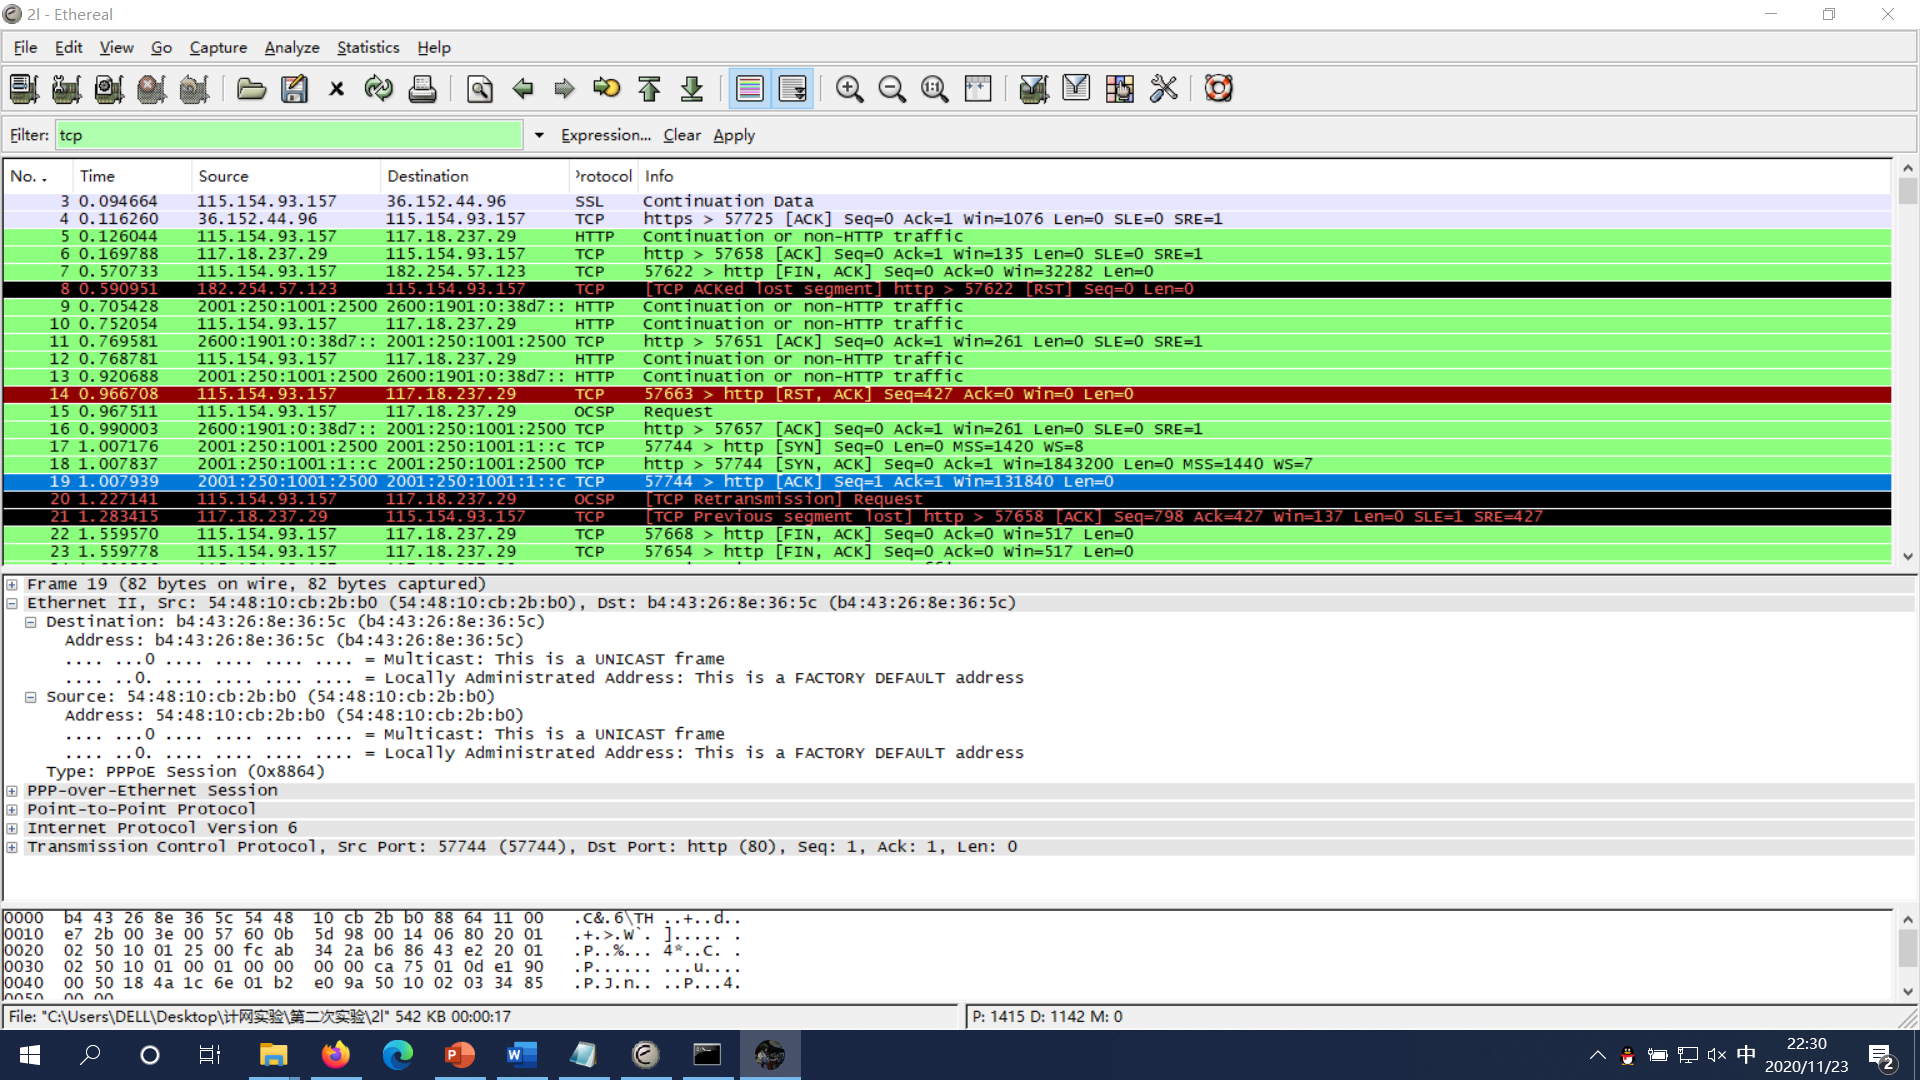 2l - Ethereal
File Edit View Go Capture Analyze Statistics Help
Filter: tcp Expression... Clear Apply
No. . Time Source Destination Protocol Info
3 0.094664 115.154.93.157 36.152.44.96 SSL Continuation Data
4 0.116260 36.152.44.96 115.154.93.157 TCP https > 57725 [ACK] Seq=0 Ack=1 Win=1076 Len=0 SLE=0 SRE=1
5 0.126044 115.154.93.157 117.18.237.29 HTTP Continuation or non-HTTP traffic
6 0.169788 117.18.237.29 115.154.93.157 TCP http > 57658 [ACK] Seq=0 Ack=1 Win=135 Len=0 SLE=0 SRE=1
7 0.570733 115.154.93.157 182.254.57.123 TCP 57622 > http [FIN, ACK] Seq=0 Ack=0 Win=32282 Len=0
8 0.590951 182.254.57.123 115.154.93.157 TCP [TCP ACKed lost segment] http > 57622 [RST] Seq=0 Len=0
9 0.705428 2001:250:1001:2500 2600:1901:0:38d7:: HTTP Continuation or non-HTTP traffic
10 0.752054 115.154.93.157 117.18.237.29 HTTP Continuation or non-HTTP traffic
11 0.769581 2600:1901:0:38d7:: 2001:250:1001:2500 TCP http > 57651 [ACK] Seq=0 Ack=1 Win=261 Len=0 SLE=0 SRE=1
12 0.768781 115.154.93.157 117.18.237.29 HTTP Continuation or non-HTTP traffic
13 0.920688 2001:250:1001:2500 2600:1901:0:38d7:: HTTP Continuation or non-HTTP traffic
14 0.966708 115.154.93.157 117.18.237.29 TCP 57663 > http [RST, ACK] Seq=427 Ack=0 Win=0 Len=0
15 0.967511 115.154.93.157 117.18.237.29 OCSP Request
16 0.990003 2600:1901:0:38d7:: 2001:250:1001:2500 TCP http > 57657 [ACK] Seq=0 Ack=1 Win=261 Len=0 SLE=0 SRE=1
17 1.007176 2001:250:1001:2500 2001:250:1001:1::c TCP 57744 > http [SYN] Seq=0 Len=0 MSS=1420 WS=8
18 1.007837 2001:250:1001:1::c 2001:250:1001:2500 TCP http > 57744 [SYN, ACK] Seq=0 Ack=1 Win=1843200 Len=0 MSS=1440 WS=7
19 1.007939 2001:250:1001:2500 2001:250:1001:1::c TCP 57744 > http [ACK] Seq=1 Ack=1 Win=131840 Len=0
20 1.227141 115.154.93.157 117.18.237.29 OCSP [TCP Retransmission] Request
21 1.283415 117.18.237.29 115.154.93.157 TCP [TCP Previous segment lost] http > 57658 [ACK] Seq=798 Ack=427 Win=137 Len=0 SLE=1 SRE=427
22 1.559570 115.154.93.157 117.18.237.29 TCP 57668 > http [FIN, ACK] Seq=0 Ack=0 Win=517 Len=0
23 1.559778 115.154.93.157 117.18.237.29 TCP 57654 > http [FIN, ACK] Seq=0 Ack=0 Win=517 Len=0
Frame 19 (82 bytes on wire, 82 bytes captured)
Ethernet II, Src: 54:48:10:cb:2b:b0 (54:48:10:cb:2b:b0), Dst: b4:43:26:8e:36:5c (b4:43:26:8e:36:5c)
Destination: b4:43:26:8e:36:5c (b4:43:26:8e:36:5c)
Address: b4:43:26:8e:36:5c (b4:43:26:8e:36:5c)
.... ...0 .... .... .... .... = Multicast: This is a UNICAST frame
.... ..0. .... .... .... .... = Locally Administrated Address: This is a FACTORY DEFAULT address
Source: 54:48:10:cb:2b:b0 (54:48:10:cb:2b:b0)
Address: 54:48:10:cb:2b:b0 (54:48:10:cb:2b:b0)
.... ...0 .... .... .... .... = Multicast: This is a UNICAST frame
.... ..0. .... .... .... .... = Locally Administrated Address: This is a FACTORY DEFAULT address
Type: PPPoE Session (0x8864)
PPP-over-Ethernet Session
Point-to-Point Protocol
Internet Protocol Version 6
Transmission Control Protocol, Src Port: 57744 (57744), Dst Port: http (80), Seq: 1, Ack: 1, Len: 0
0000 b4 43 26 8e 36 5c 54 48 10 cb 2b b0 88 64 11 00 .C&.6\TH ..+..d..
0010 e7 2b 00 3e 00 57 60 0b 5d 98 00 14 06 80 20 01 .+.>.W`. ]..... .
0020 02 50 10 01 25 00 fc ab 34 2a b6 86 43 e2 20 01 .P..%... 4*..C. .
0030 02 50 10 01 00 01 00 00 00 00 ca 75 01 0d e1 90 .P...... ...u....
0040 00 50 18 4a 1c 6e 01 b2 e0 9a 50 10 02 03 34 85 .P.J.n.. ..P...4.
0050 00 00
File: "C:\Users\DELL\Desktop\计网实验\第二次实验\2l" 542 KB 00:00:17 P: 1415 D: 1142 M: 0
中 22:30
2020/11/23 2